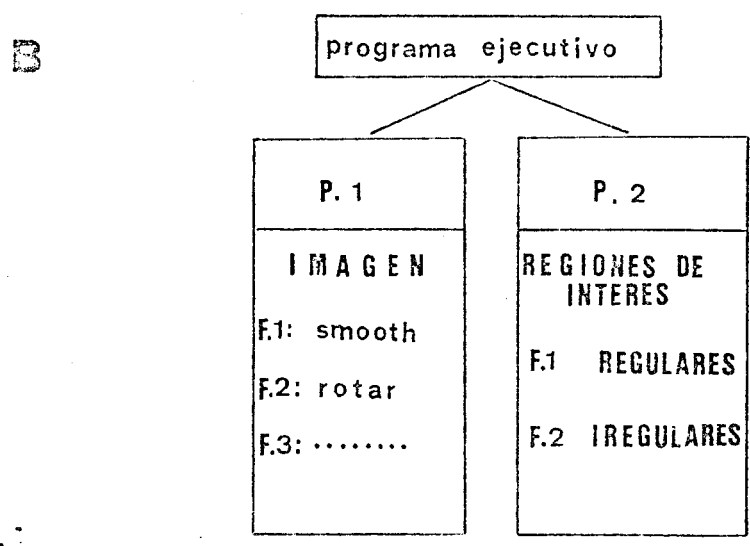 B
programa ejecutivo
P. 1
IMAGEN
F.1: smooth
F.2: rotar
F.3: ........
P. 2
REGIONES DE
INTERES
F.1 REGULARES
F.2 IREGULARES